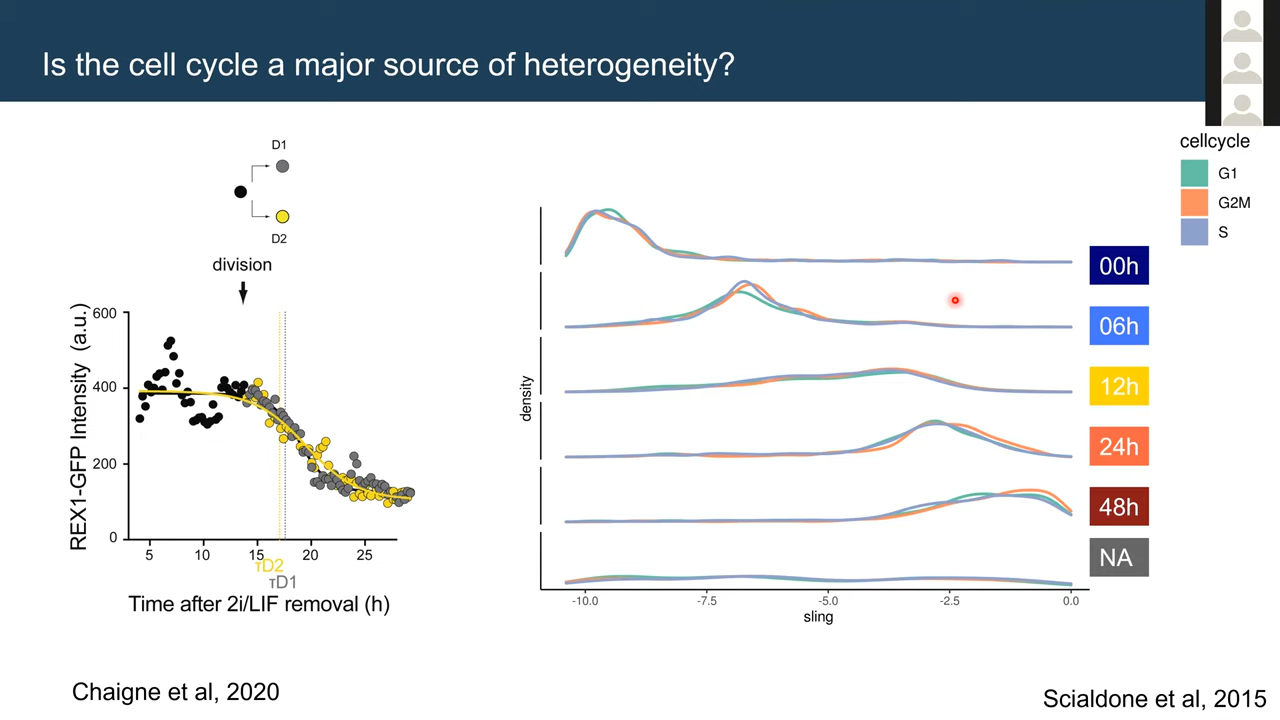 Is the cell cycle a major source of heterogeneity?
D1
D2
division
REX1-GFP Intensity (a.u.)
600
400
200
0
5 10 15 20 25
τD2
τD1
Time after 2i/LIF removal (h)
Chaigne et al, 2020
cellcycle
G1
G2M
S
density
00h
06h
12h
24h
48h
NA
-10.0 -7.5 -5.0 -2.5 0.0
sling
Scialdone et al, 2015